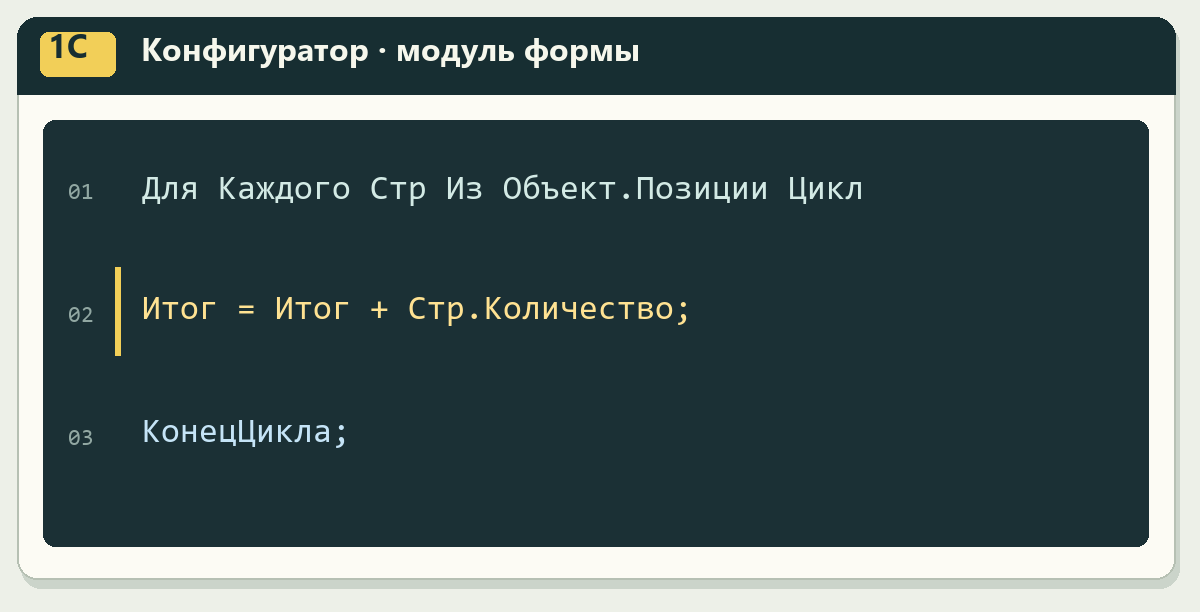 1С
Конфигуратор · модуль формы
01 Для Каждого Стр Из Объект.Позиции Цикл
02 Итог = Итог + Стр.Количество;
03 КонецЦикла;